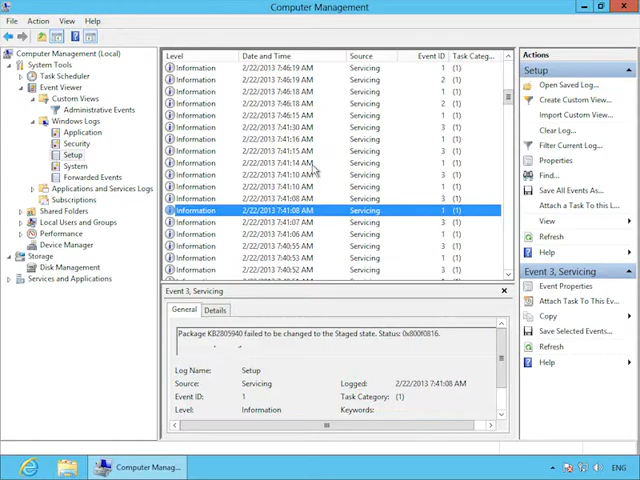 Computer Management
File Action View Help
Computer Management (Local)
System Tools
Task Scheduler
Event Viewer
Custom Views
Administrative Events
Windows Logs
Application
Security
Setup
System
Forwarded Events
Applications and Services Logs
Subscriptions
Shared Folders
Local Users and Groups
Performance
Device Manager
Storage
Disk Management
Services and Applications
Level Date and Time Source Event ID Task Categ...
Information 2/22/2013 7:46:19 AM Servicing 1 (1)
Information 2/22/2013 7:46:19 AM Servicing 2 (1)
Information 2/22/2013 7:46:18 AM Servicing 1 (1)
Information 2/22/2013 7:46:18 AM Servicing 2 (1)
Information 2/22/2013 7:46:15 AM Servicing 1 (1)
Information 2/22/2013 7:41:30 AM Servicing 3 (1)
Information 2/22/2013 7:41:16 AM Servicing 1 (1)
Information 2/22/2013 7:41:15 AM Servicing 3 (1)
Information 2/22/2013 7:41:14 AM Servicing 1 (1)
Information 2/22/2013 7:41:10 AM Servicing 3 (1)
Information 2/22/2013 7:41:10 AM Servicing 1 (1)
Information 2/22/2013 7:41:08 AM Servicing 3 (1)
Information 2/22/2013 7:41:08 AM Servicing 1 (1)
Information 2/22/2013 7:41:07 AM Servicing 3 (1)
Information 2/22/2013 7:41:06 AM Servicing 1 (1)
Information 2/22/2013 7:40:55 AM Servicing 3 (1)
Information 2/22/2013 7:40:53 AM Servicing 1 (1)
Information 2/22/2013 7:40:52 AM Servicing 3 (1)
Event 3, Servicing
General Details
Package KB2805940 failed to be changed to the Staged state. Status: 0x800f0816.
Log Name: Setup
Source: Servicing Logged: 2/22/2013 7:41:08 AM
Event ID: 1 Task Category: (1)
Level: Information Keywords:
Actions
Setup
Open Saved Log...
Create Custom View...
Import Custom View...
Clear Log...
Filter Current Log...
Properties
Find...
Save All Events As...
Attach a Task To this L...
View
Refresh
Help
Event 3, Servicing
Event Properties
Attach Task To This Ev...
Copy
Save Selected Events...
Refresh
Help
Computer Manag...
ENG